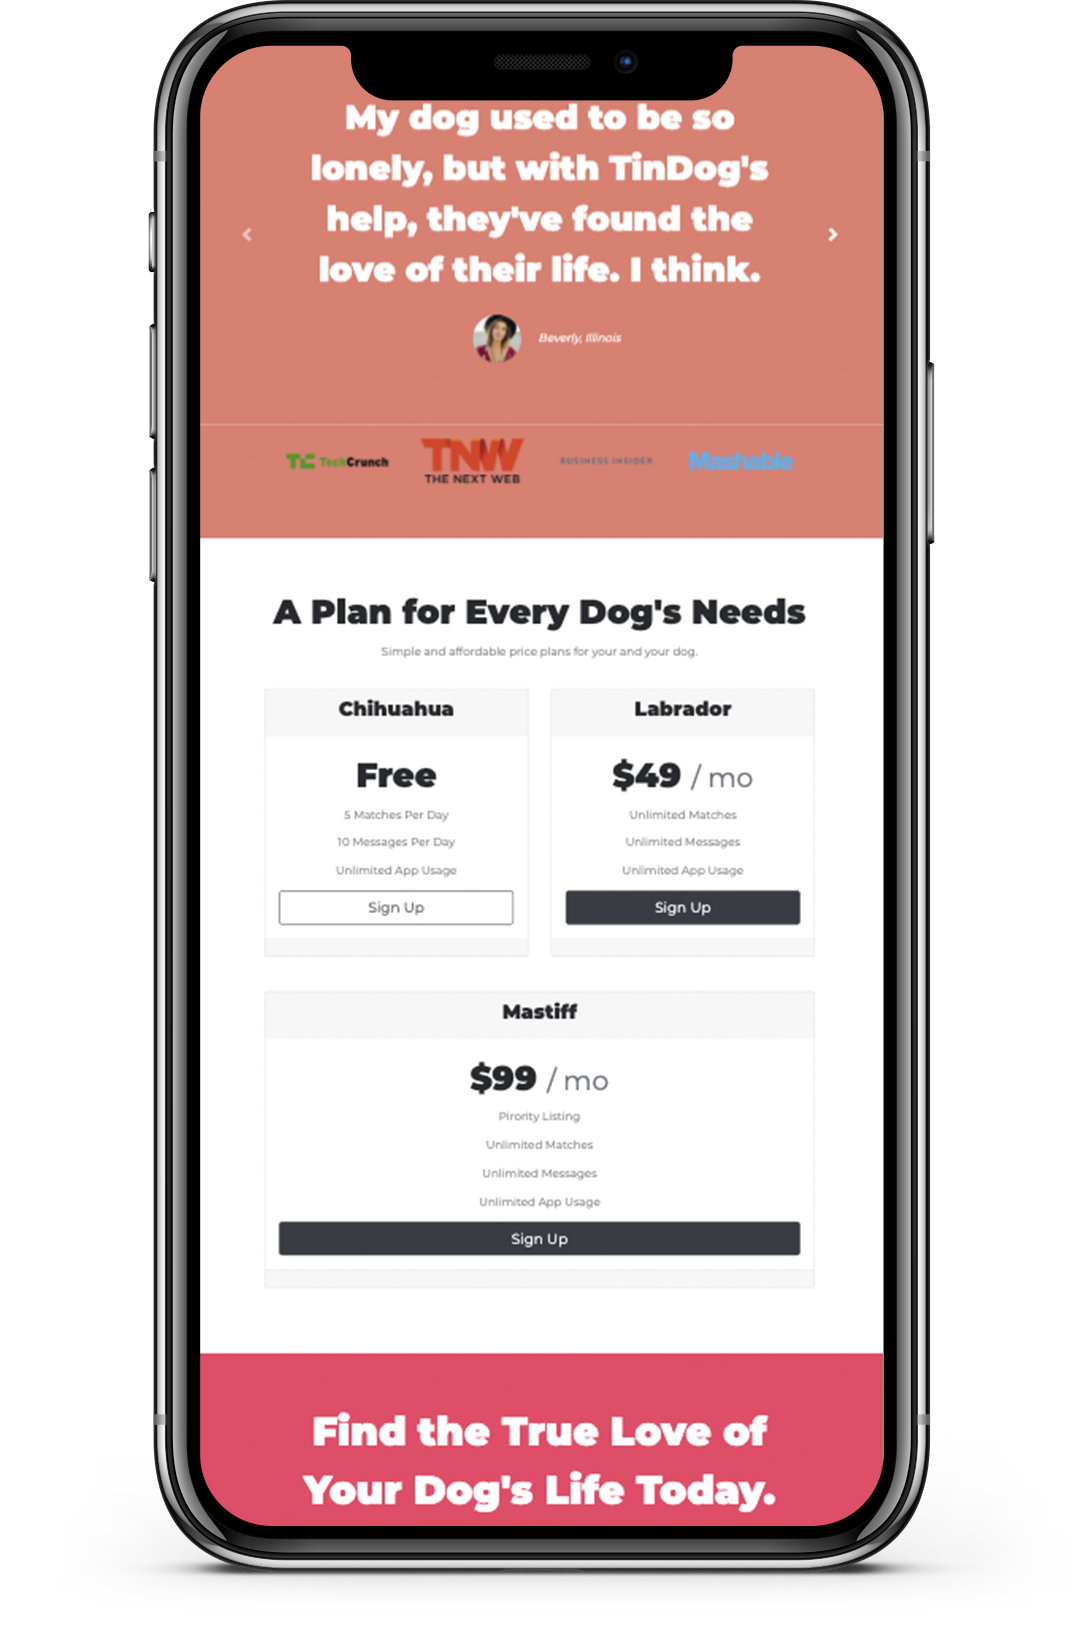 My dog used to be so
lonely, but with TinDog's
help, they've found the
love of their life. I think.
Beverly, Illinois
TC TechCrunch
TNW
THE NEXT WEB
BUSINESS INSIDER
Mashable
A Plan for Every Dog's Needs
Simple and affordable price plans for your and your dog.
Chihuahua
Free
5 Matches Per Day
10 Messages Per Day
Unlimited App Usage
Sign Up
Labrador
$49 / mo
Unlimited Matches
Unlimited Messages
Unlimited App Usage
Sign Up
Mastiff
$99 / mo
Pirority Listing
Unlimited Matches
Unlimited Messages
Unlimited App Usage
Sign Up
Find the True Love of
Your Dog's Life Today.